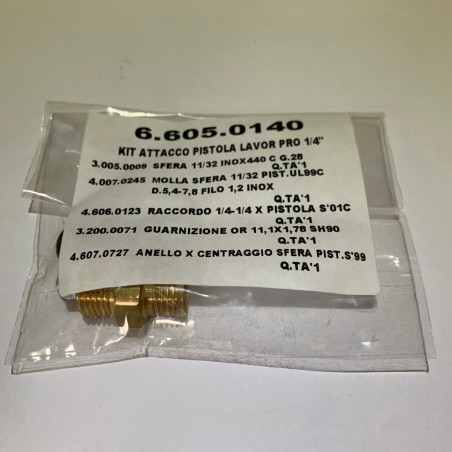 6.605.0140
KIT ATTACCO PISTOLA LAVOR PRO 1/4"
3.005.0009 SFERA 11/32 INOX440 C G.28
Q.TA'1
4.007.0245 MOLLA SFERA 11/32 PIST.UL99C
D.5,4-7,8 FILO 1,2 INOX
Q.TA'1
4.606.0123 RACCORDO 1/4-1/4 X PISTOLA S'01C
Q.TA'1
3.200.0071 GUARNIZIONE OR 11,1X1,78 SH90
Q.TA'1
4.607.0727 ANELLO X CENTRAGGIO SFERA PIST.S'99
Q.TA'1